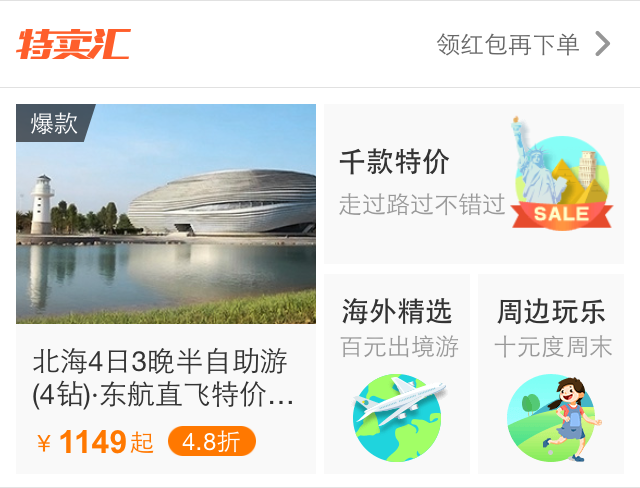 特卖汇
领红包再下单
爆款
北海4日3晚半自助游
(4钻)·东航直飞特价…
¥ 1149起
4.8折
千款特价
走过路过不错过
SALE
海外精选
百元出境游
周边玩乐
十元度周末